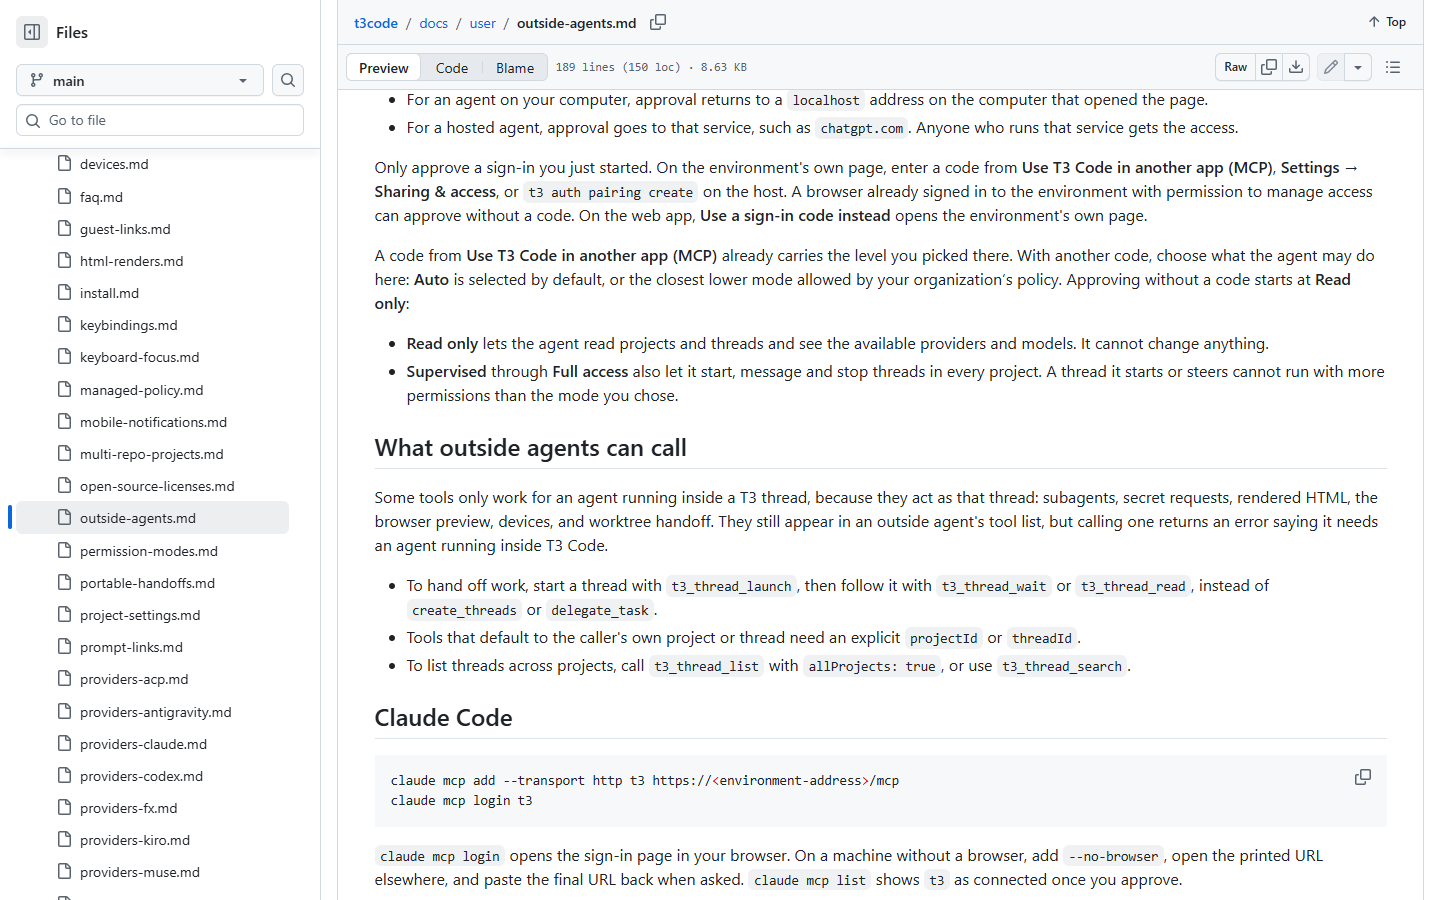 Files
main
Go to file
devices.md
faq.md
guest-links.md
html-renders.md
install.md
keybindings.md
keyboard-focus.md
managed-policy.md
mobile-notifications.md
multi-repo-projects.md
open-source-licenses.md
outside-agents.md
permission-modes.md
portable-handoffs.md
project-settings.md
prompt-links.md
providers-acp.md
providers-antigravity.md
providers-claude.md
providers-codex.md
providers-fx.md
providers-kiro.md
providers-muse.md
t3code / docs / user / outside-agents.md
Top
Preview Code Blame 189 lines (150 loc) · 8.63 KB
Raw
• For an agent on your computer, approval returns to a localhost address on the computer that opened the page.
• For a hosted agent, approval goes to that service, such as chatgpt.com. Anyone who runs that service gets the access.
Only approve a sign-in you just started. On the environment's own page, enter a code from Use T3 Code in another app (MCP), Settings →
Sharing & access, or t3 auth pairing create on the host. A browser already signed in to the environment with permission to manage access
can approve without a code. On the web app, Use a sign-in code instead opens the environment's own page.
A code from Use T3 Code in another app (MCP) already carries the level you picked there. With another code, choose what the agent may do
here: Auto is selected by default, or the closest lower mode allowed by your organization's policy. Approving without a code starts at Read
only:
• Read only lets the agent read projects and threads and see the available providers and models. It cannot change anything.
• Supervised through Full access also let it start, message and stop threads in every project. A thread it starts or steers cannot run with more
permissions than the mode you chose.
What outside agents can call
Some tools only work for an agent running inside a T3 thread, because they act as that thread: subagents, secret requests, rendered HTML, the
browser preview, devices, and worktree handoff. They still appear in an outside agent's tool list, but calling one returns an error saying it needs
an agent running inside T3 Code.
• To hand off work, start a thread with t3_thread_launch, then follow it with t3_thread_wait or t3_thread_read, instead of
create_threads or delegate_task.
• Tools that default to the caller's own project or thread need an explicit projectId or threadId.
• To list threads across projects, call t3_thread_list with allProjects: true, or use t3_thread_search.
Claude Code
claude mcp add --transport http t3 https://<environment-address>/mcp
claude mcp login t3
claude mcp login opens the sign-in page in your browser. On a machine without a browser, add --no-browser, open the printed URL
elsewhere, and paste the final URL back when asked. claude mcp list shows t3 as connected once you approve.